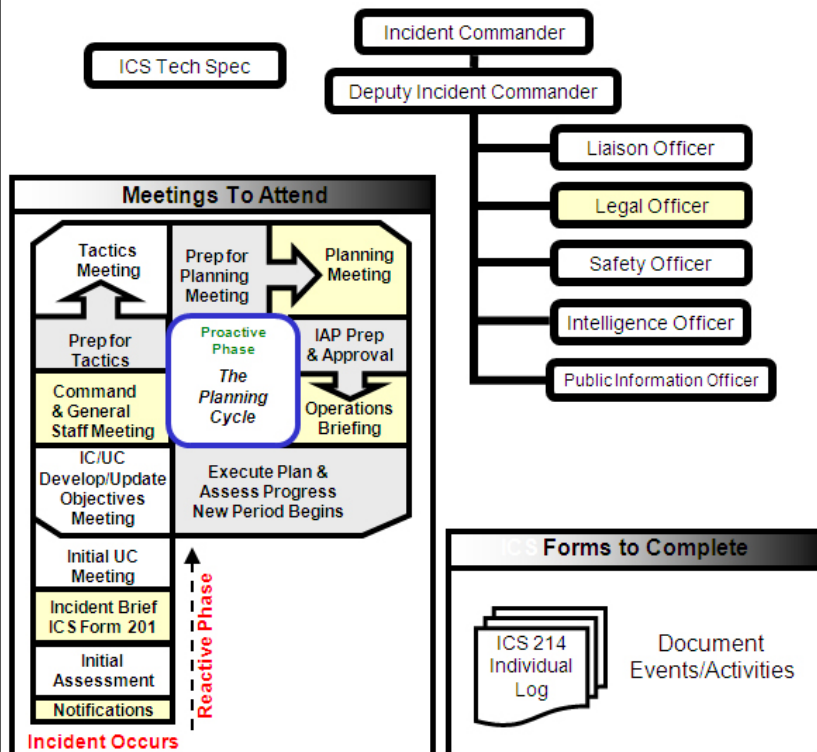 Incident Commander
ICS Tech Spec
Deputy Incident Commander
Liaison Officer
Legal Officer
Safety Officer
Intelligence Officer
Public Information Officer
Meetings To Attend
Tactics
Meeting
Prep for
Planning
Meeting
Planning
Meeting
Prep for
Tactics
Proactive
Phase
The
Planning
Cycle
IAP Prep
& Approval
Command
& General
Staff Meeting
Operations
Briefing
IC/UC
Develop/Update
Objectives
Meeting
Execute Plan &
Assess Progress
New Period Begins
Initial UC
Meeting
Incident Brief
ICS Form 201
Initial
Assessment
Notifications
Reactive Phase
Incident Occurs
ICS Forms to Complete
ICS 214
Individual
Log
Document
Events/Activities